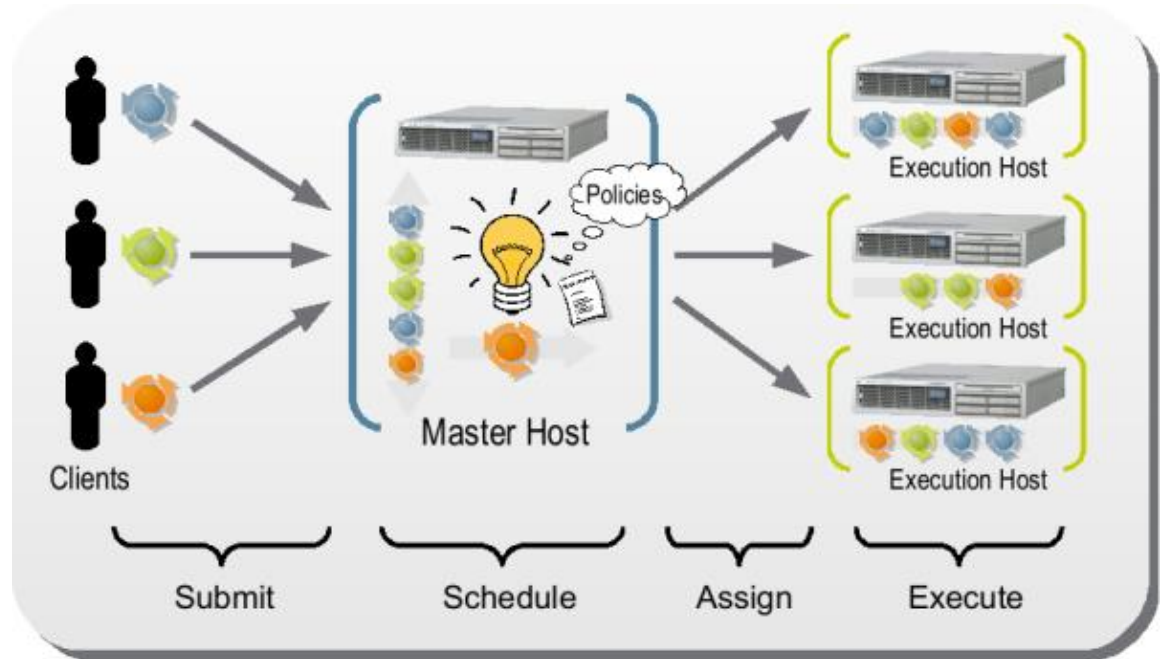 Policies
Execution Host
Execution Host
Execution Host
Master Host
Clients
Submit
Schedule
Assign
Execute